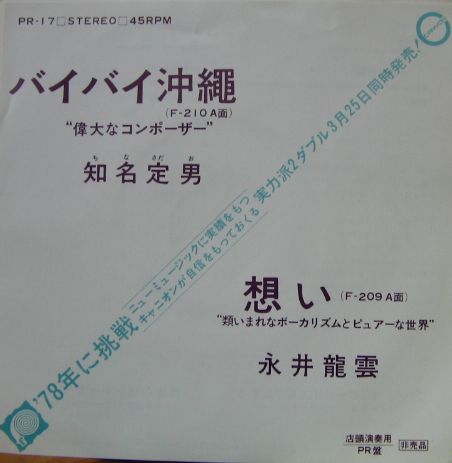 PR-17□STEREO□45RPM
バイバイ沖縄
(F-210A面)
“偉大なコンポーザー”
ち な さだ お
知名定男
'78年に挑戦
ニューミュージックに実績をもつ
キャニオンが自信をもっておくる
実力派2ダブル3月25日同時発売!
想い(F-209A面)
“類いまれなボーカリズムとピュアーな世界”
永井龍雲
店頭演奏用
PR盤
非売品